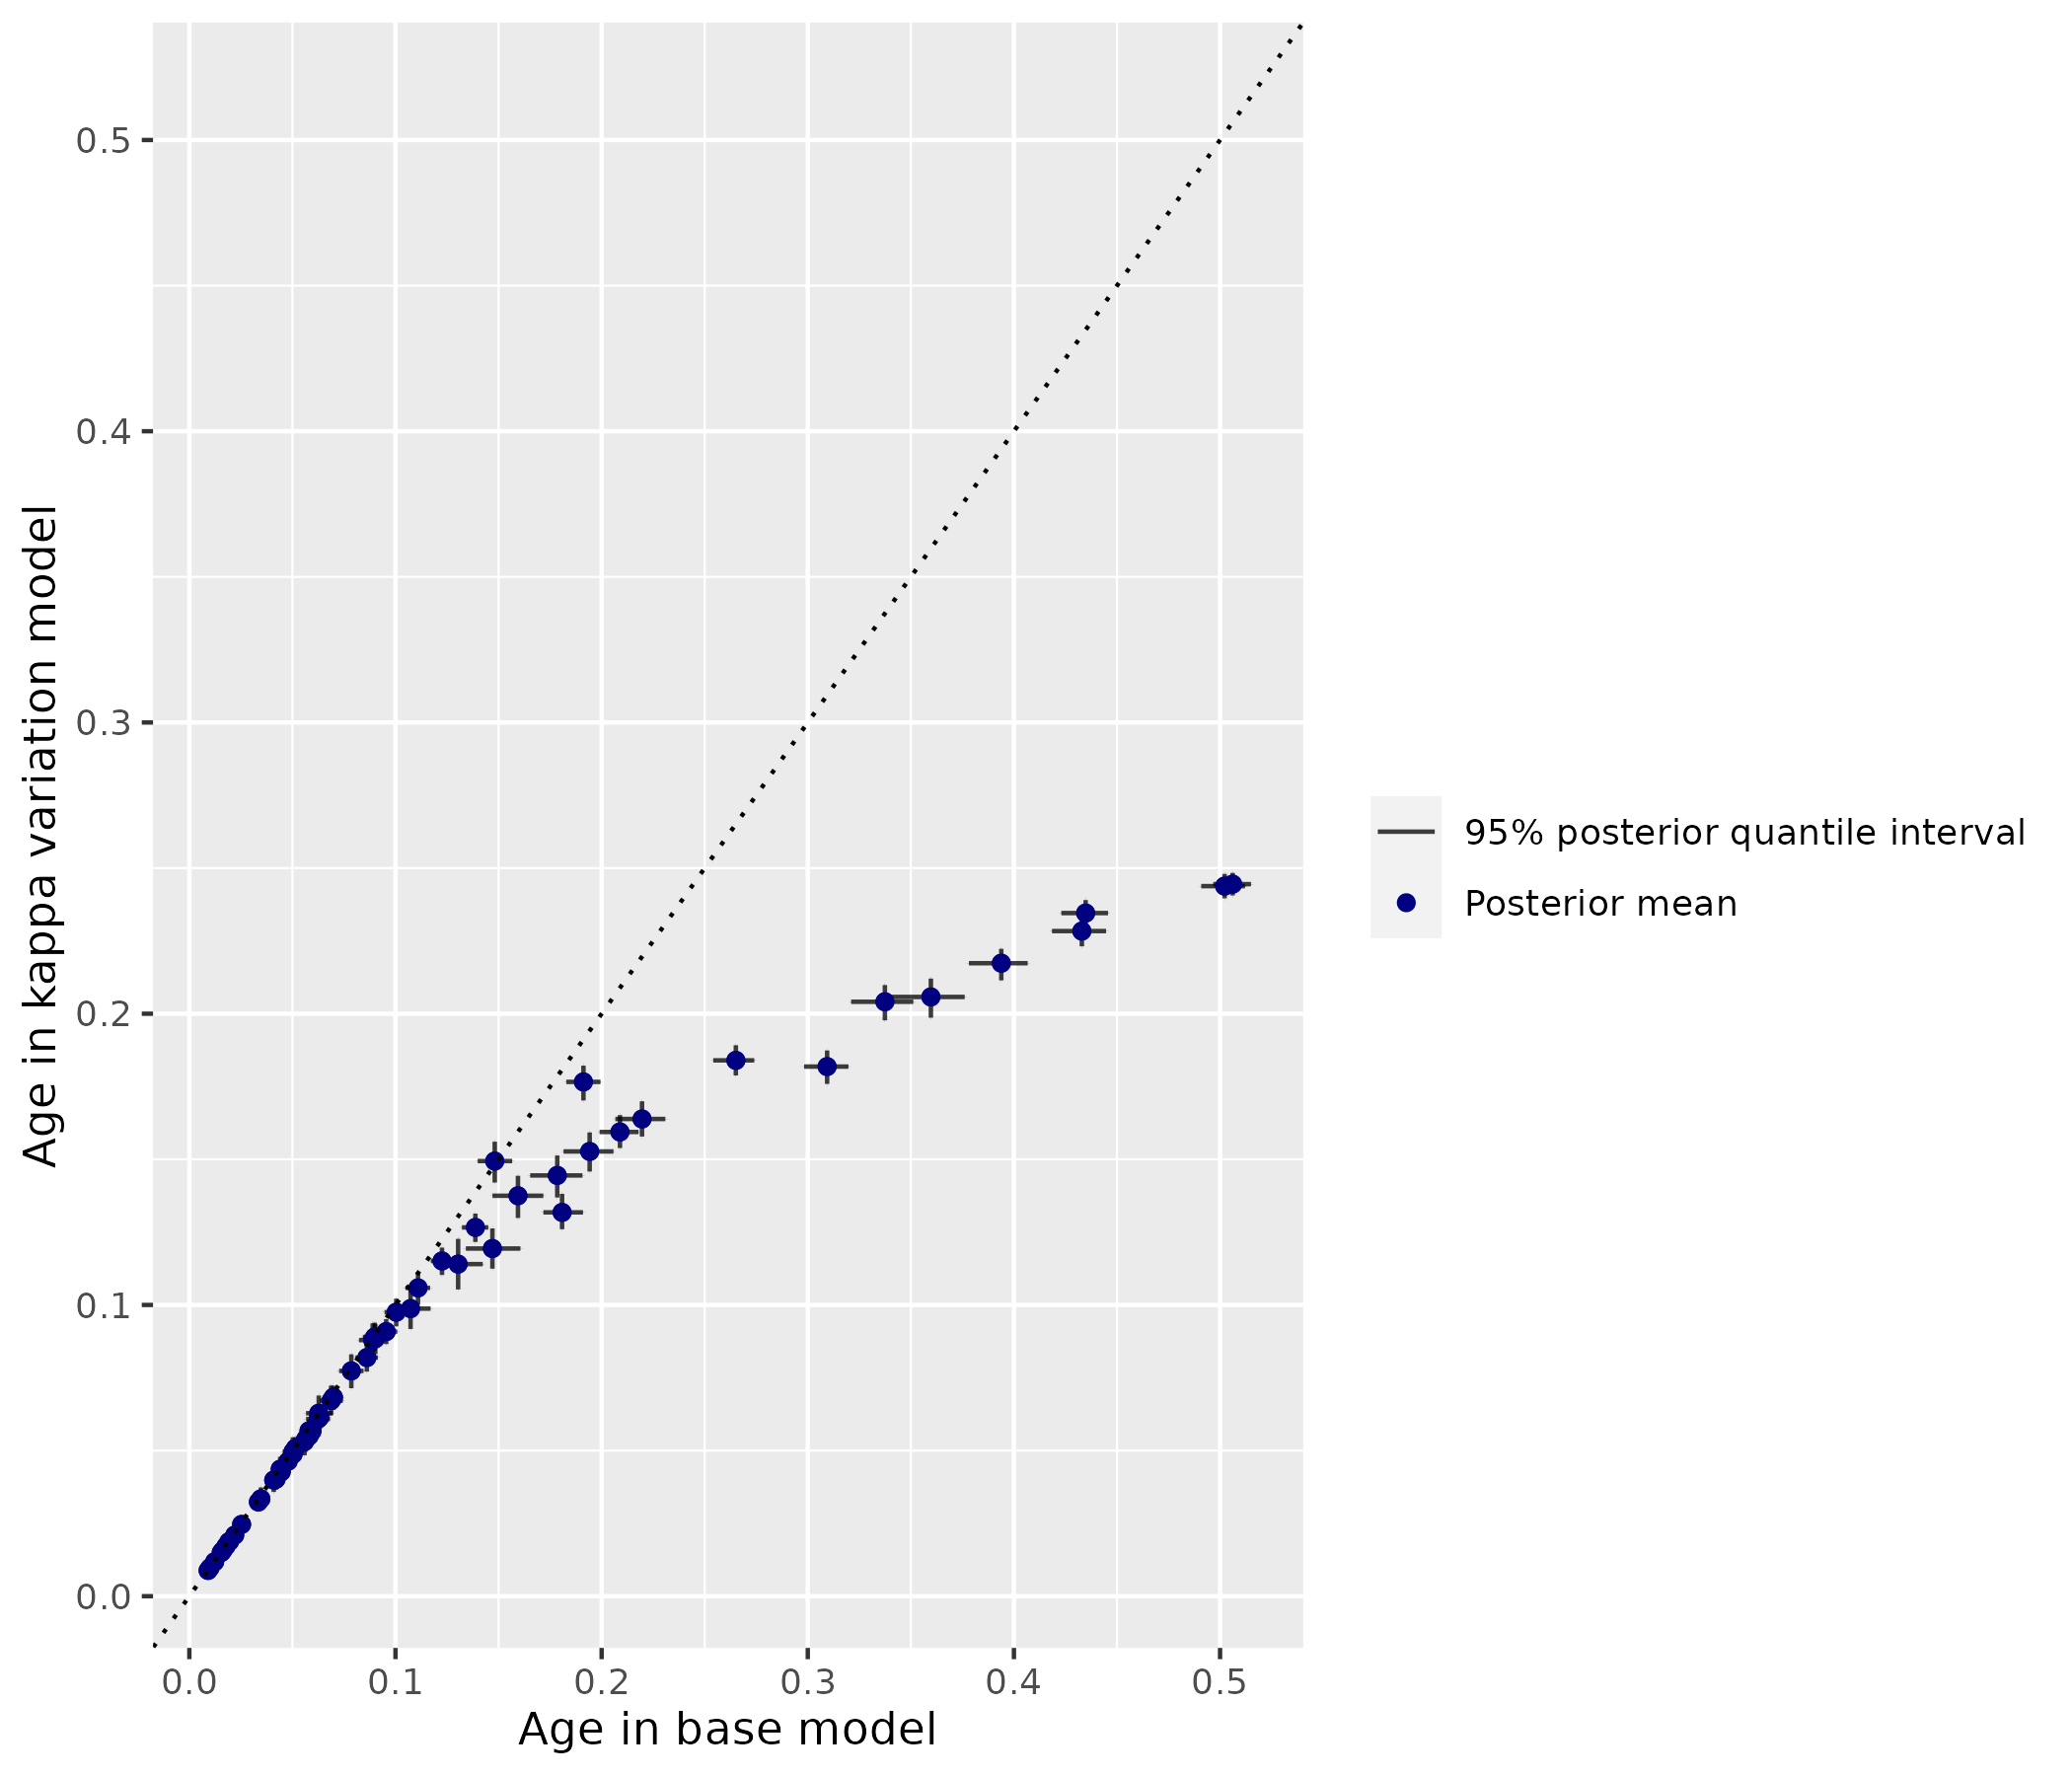 0.5
0.4
0.3
0.2
0.1
0.0
Age in kappa variation model
0.0 0.1 0.2 0.3 0.4 0.5
Age in base model
95% posterior quantile interval
Posterior mean